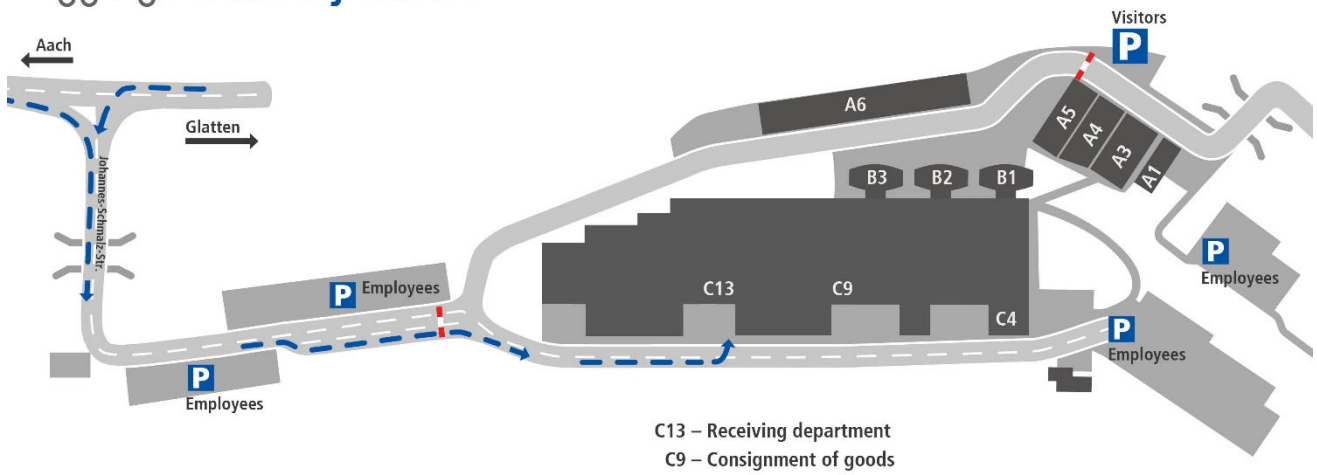 Visitors
P
Aach
Glatten
Johannes-Schmalz-Str.
A6
A5
A4
A3
A1
B3
B2
B1
P
Employees
P
Employees
C13
C9
C4
P
Employees
P
Employees
C13 – Receiving department
C9 – Consignment of goods